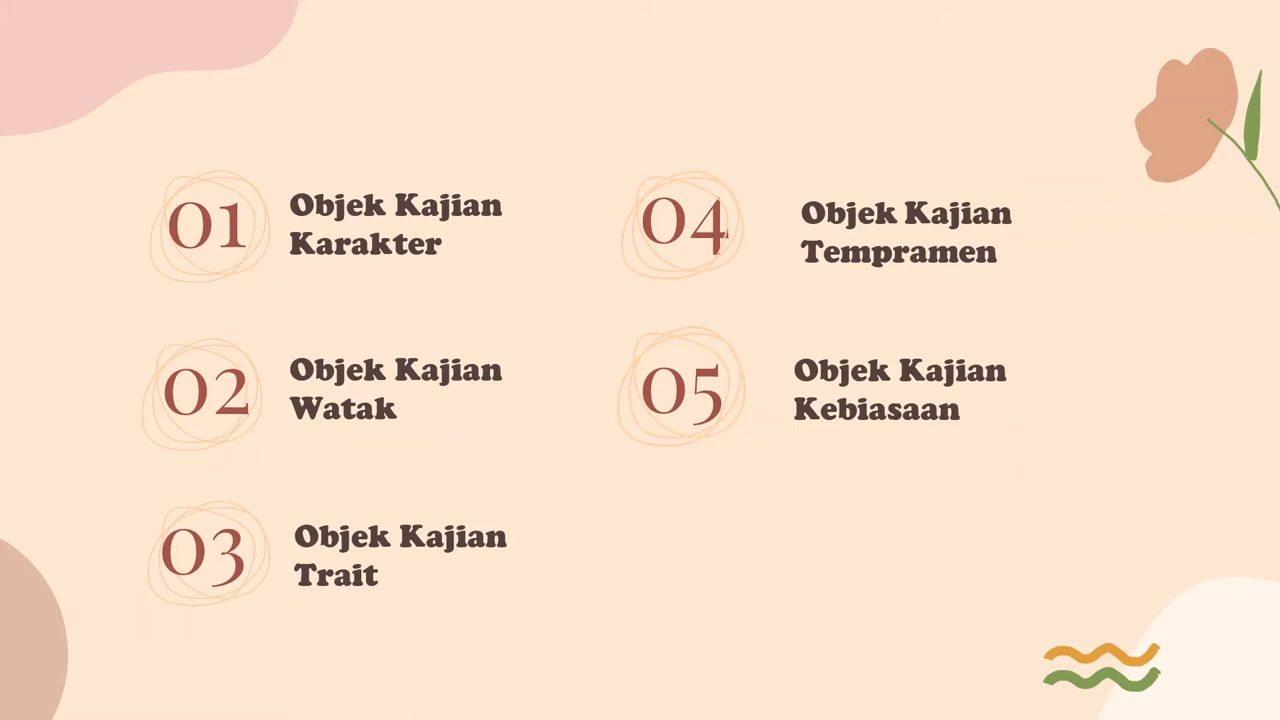 01
Objek Kajian
Karakter
02
Objek Kajian
Watak
03
Objek Kajian
Trait
04
Objek Kajian
Tempramen
05
Objek Kajian
Kebiasaan